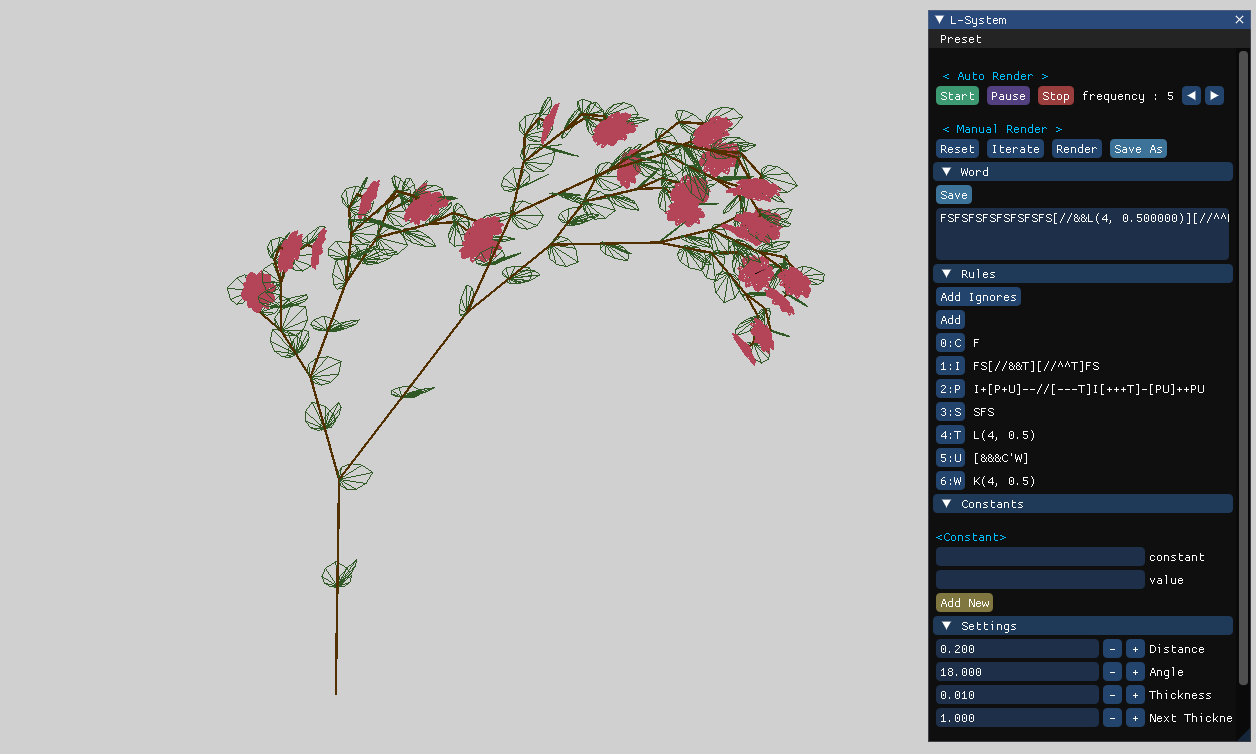 L-System
Preset
< Auto Render >
Start Pause Stop frequency : 5
< Manual Render >
Reset Iterate Render Save As
Word
Save
FSFSFSFSFSFSFSFS[//&&L(4, 0.500000)][//^^
Rules
Add Ignores
Add
0:C F
1:I FS[//&&T][//^^T]FS
2:P I+[P+U]--//[---T]I[+++T]-[PU]++PU
3:S SFS
4:T L(4, 0.5)
5:U [&&&C'W]
6:W K(4, 0.5)
Constants
<Constant>
constant
value
Add New
Settings
0.200 - + Distance
18.000 - + Angle
0.010 - + Thickness
1.000 - + Next Thickne